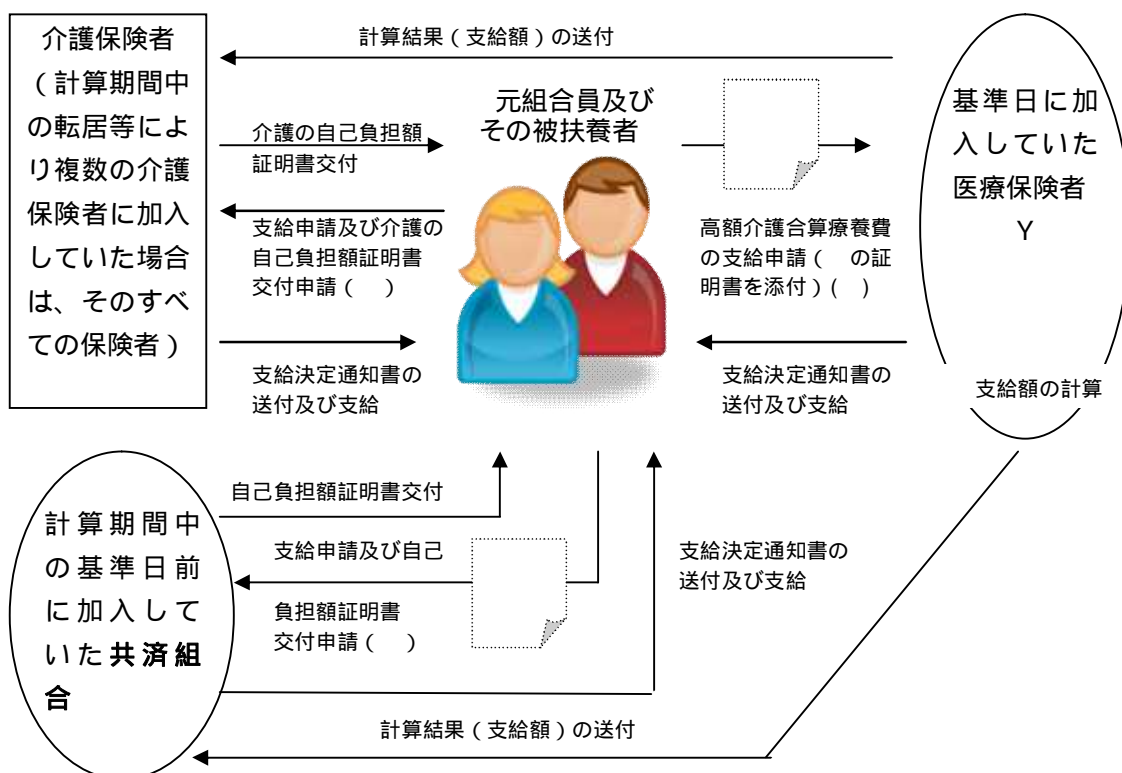 計算結果（支給額）の送付
介護保険者
（計算期間中
の転居等によ
り複数の介護
保険者に加入
していた場合
は、そのすべ
ての保険者）
元組合員及び
その被扶養者
基準日に加
入していた
医療保険者
Y
介護の自己負担額
証明書交付
支給申請及び介護の
自己負担額証明書
交付申請（　）
高額介護合算療養費
の支給申請（　の証
明書を添付）（　）
支給決定通知書の
送付及び支給
支給決定通知書の
送付及び支給
支給額の計算
計算期間中
の基準日前
に加入して
いた共済組
合
自己負担額証明書交付
支給申請及び自己
負担額証明書
交付申請（　）
支給決定通知書の
送付及び支給
計算結果（支給額）の送付